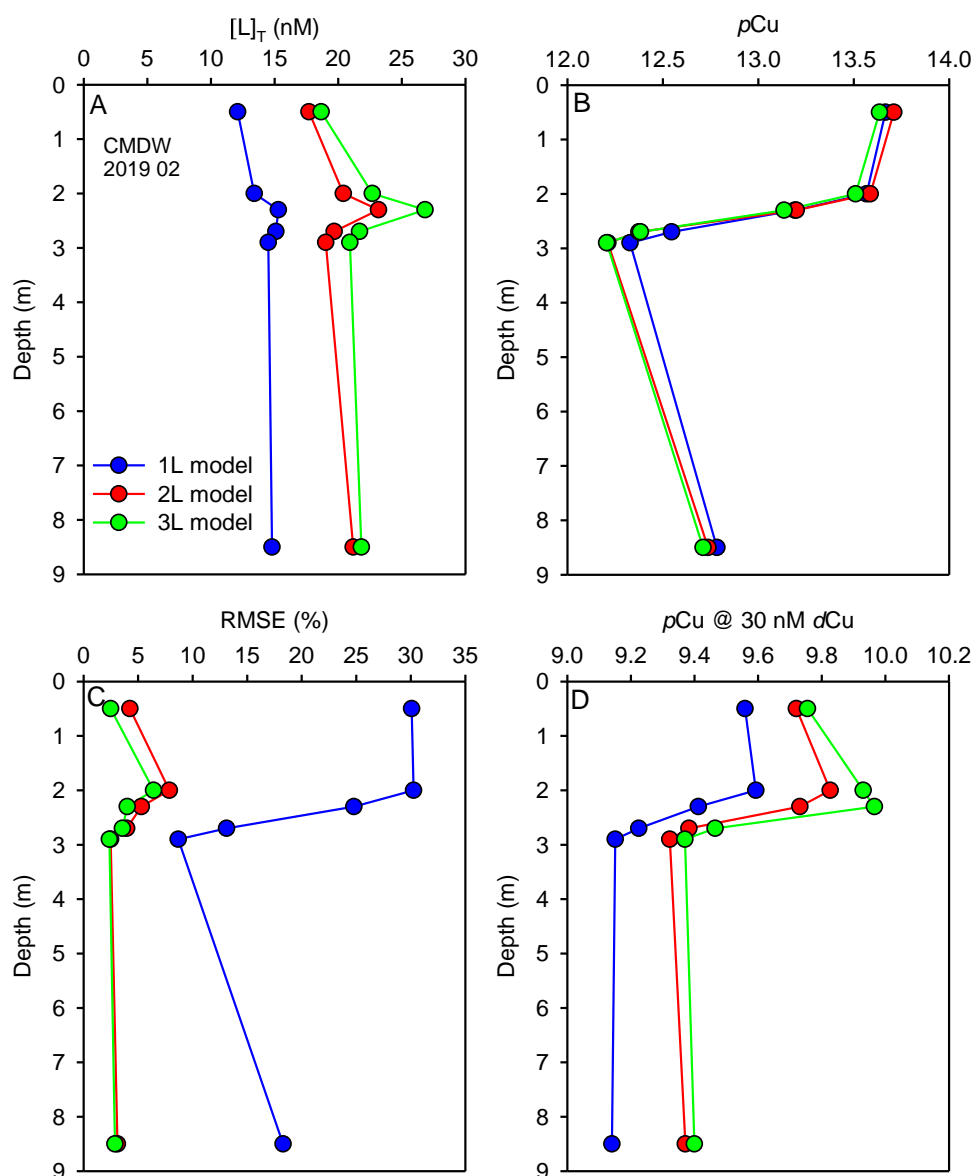 [L]T (nM)
0 5 10 15 20 25 30
A
CMDW
2019 02
0
1
2
3
4
5
6
7
8
9
Depth (m)
1L model
2L model
3L model
pCu
12.0 12.5 13.0 13.5 14.0
B
0
1
2
3
4
5
6
7
8
9
Depth (m)
RMSE (%)
0 5 10 15 20 25 30 35
C
0
1
2
3
4
5
6
7
8
9
Depth (m)
pCu @ 30 nM dCu
9.0 9.2 9.4 9.6 9.8 10.0 10.2
D
0
1
2
3
4
5
6
7
8
9
Depth (m)